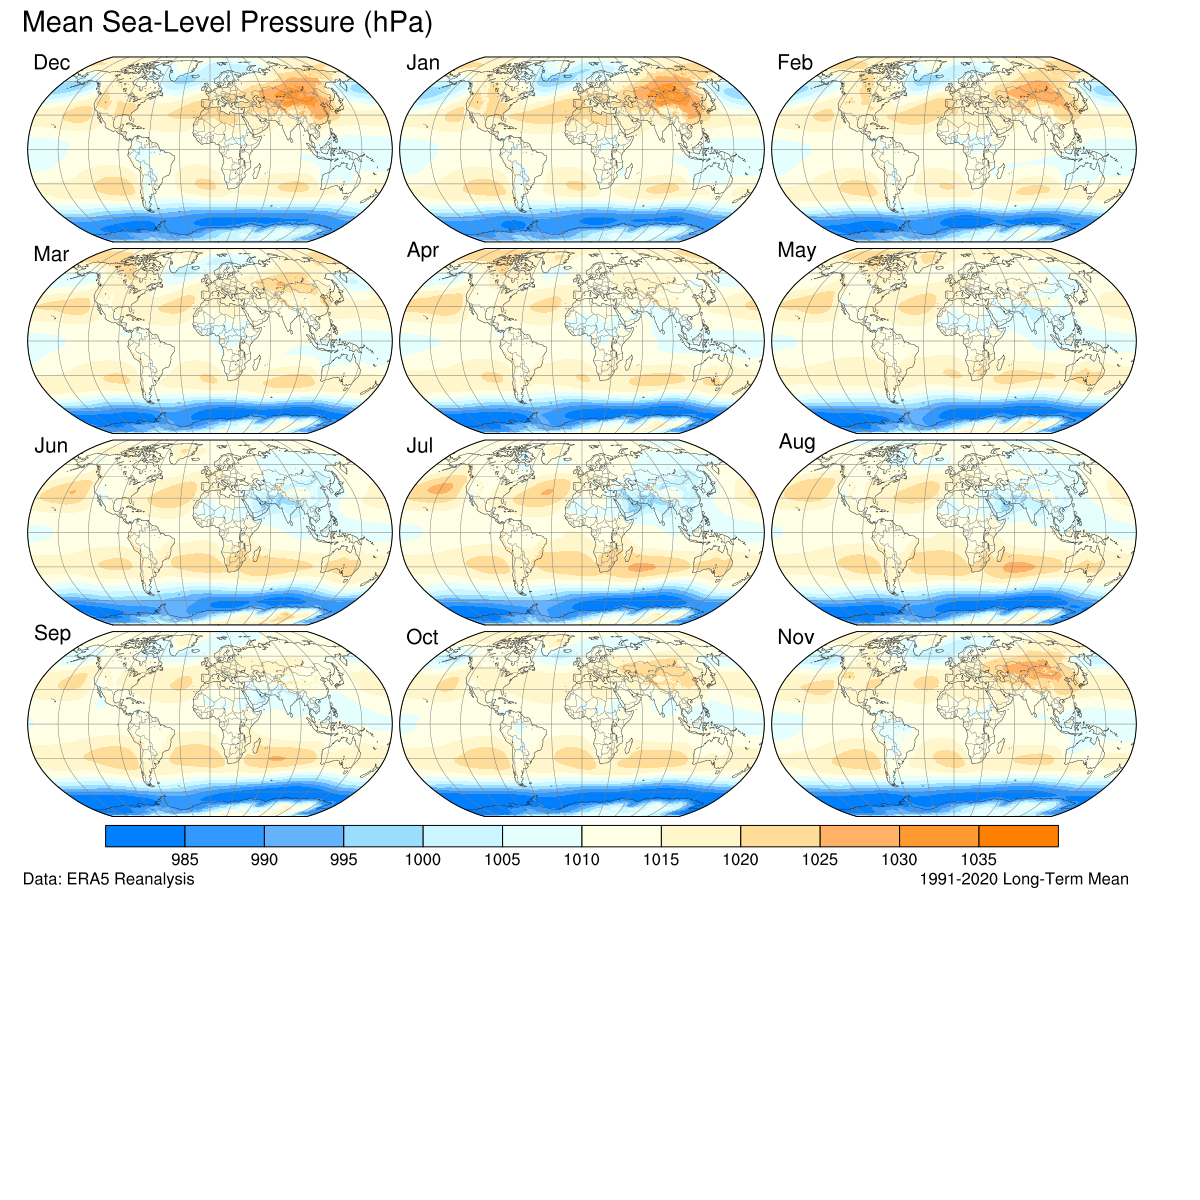 Mean Sea-Level Pressure (hPa)
Dec Jan Feb
Mar Apr May
Jun Jul Aug
Sep Oct Nov
985 990 995 1000 1005 1010 1015 1020 1025 1030 1035
Data: ERA5 Reanalysis 1991-2020 Long-Term Mean